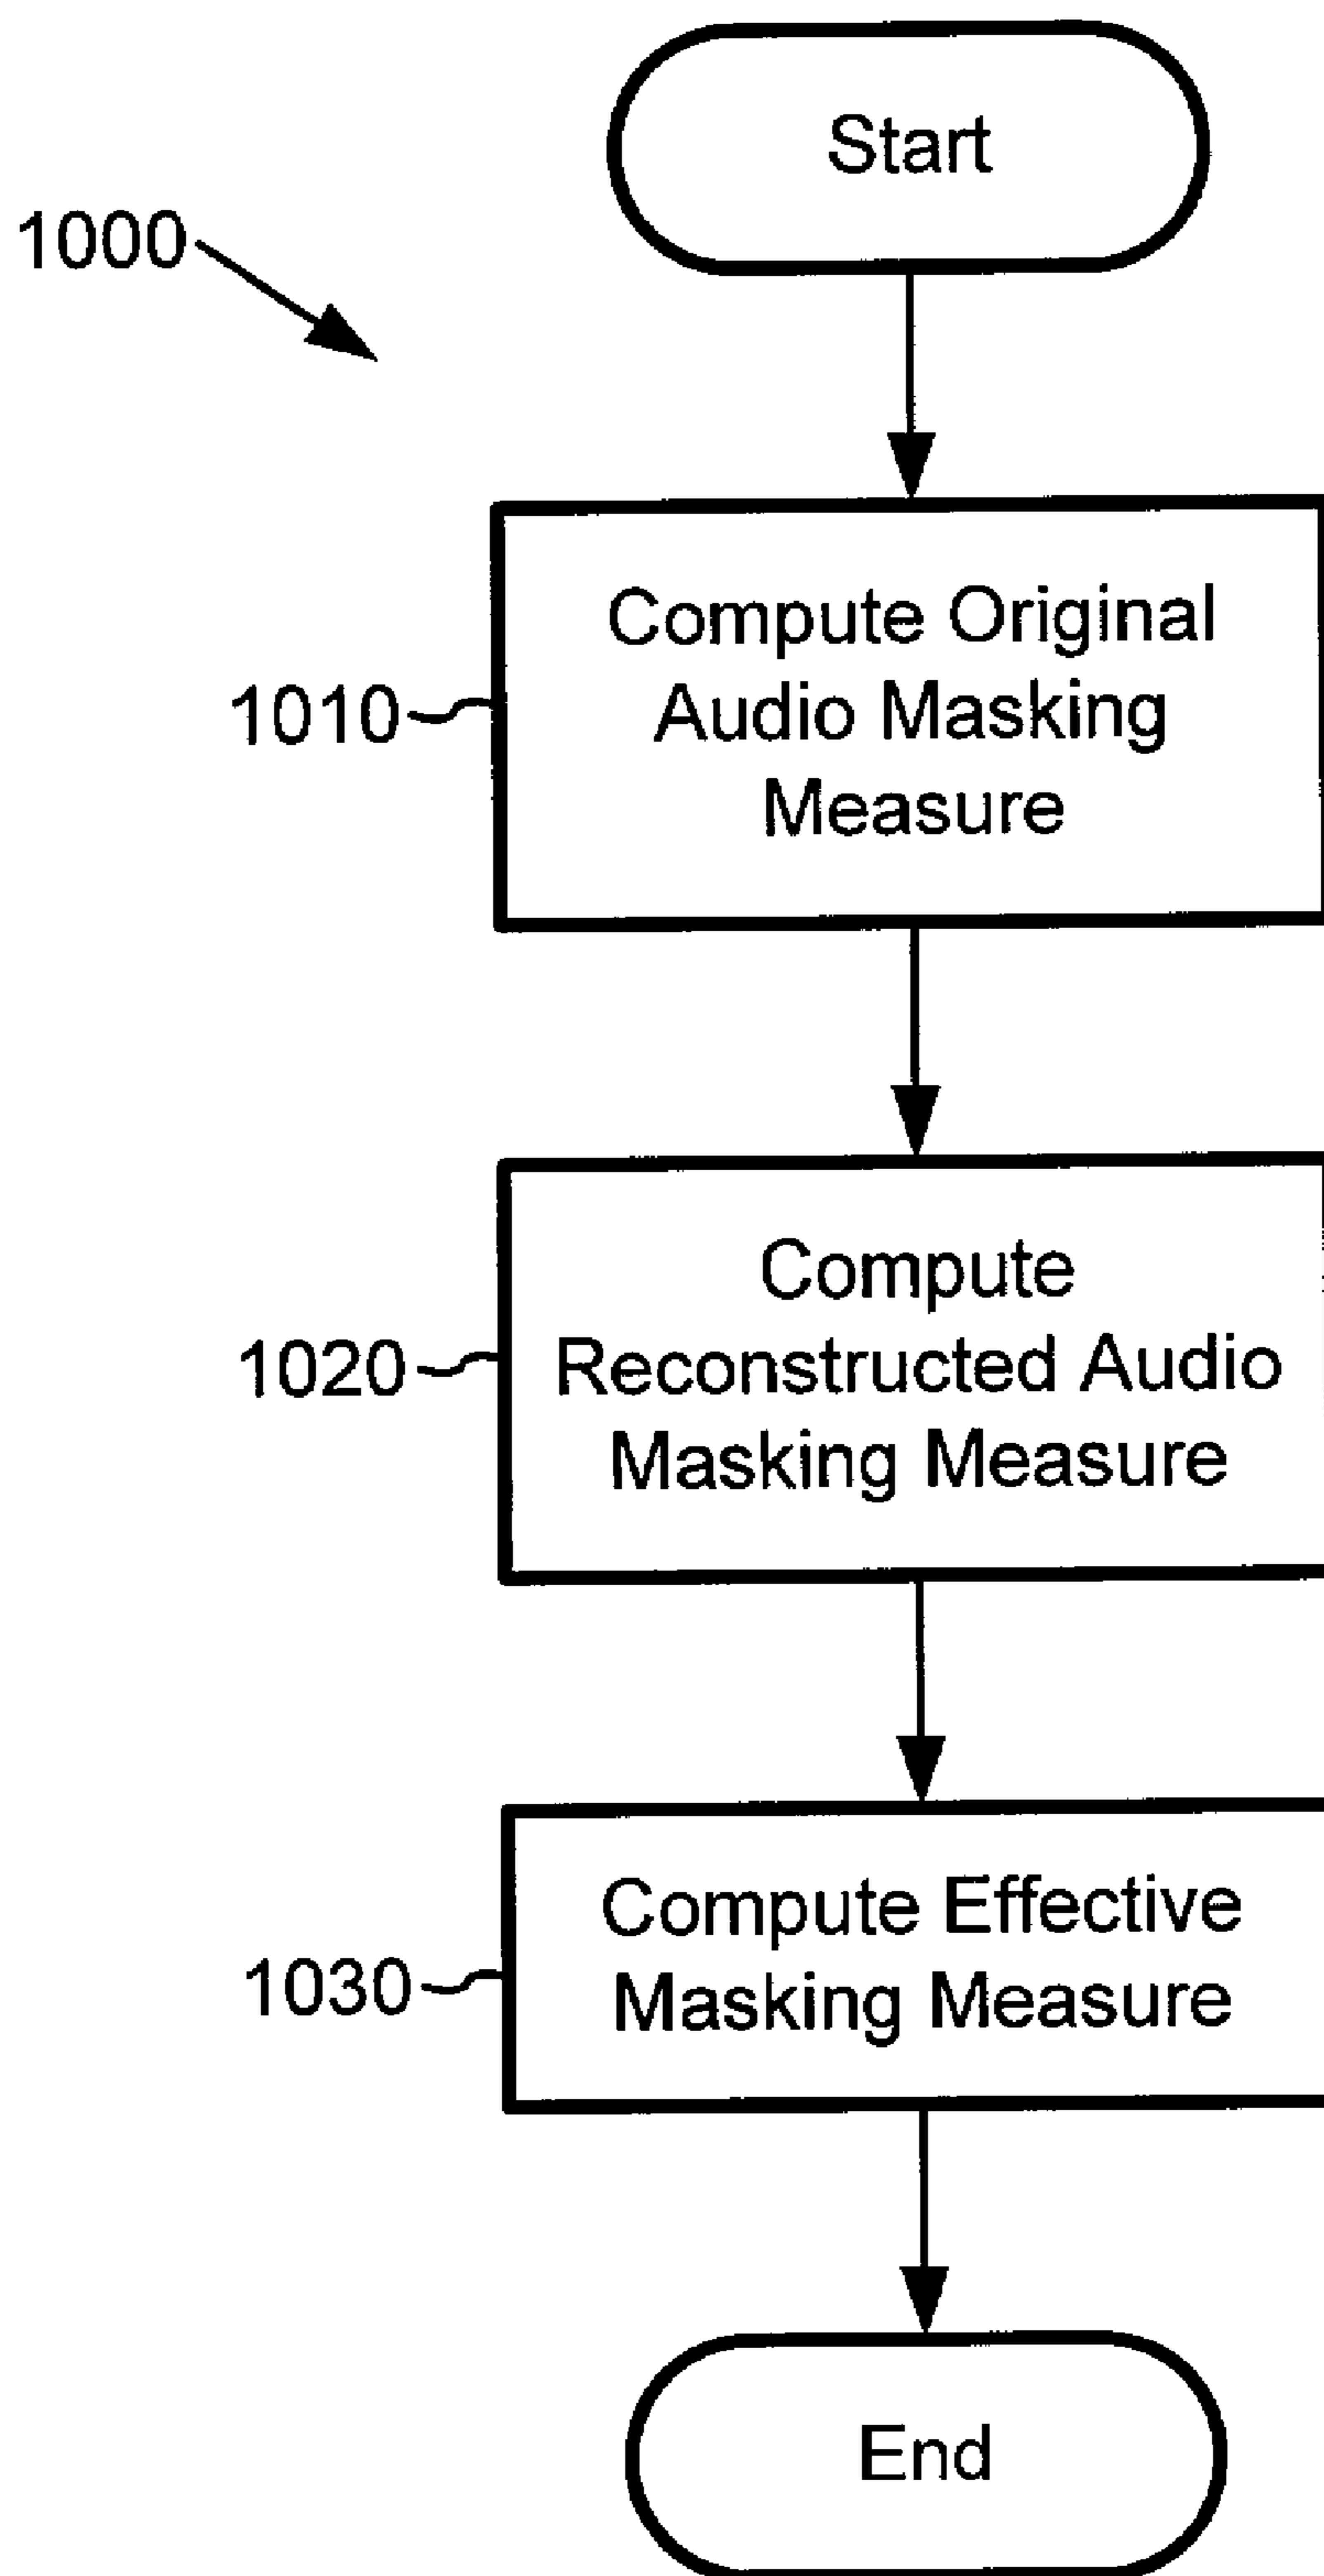 Start
1000
Compute Original
Audio Masking
Measure
1010
Compute
Reconstructed Audio
Masking Measure
1020
Compute Effective
Masking Measure
1030
End